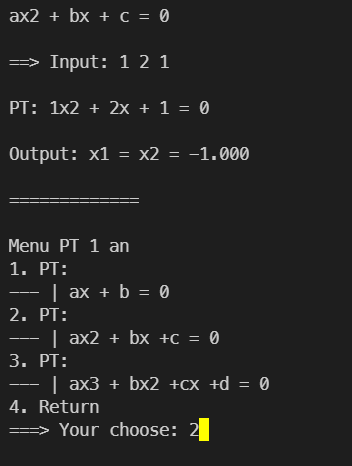 ax2 + bx + c = 0
==> Input: 1 2 1
PT: 1x2 + 2x + 1 = 0
Output: x1 = x2 = -1.000
=============
Menu PT 1 an
1. PT:
--- | ax + b = 0
2. PT:
--- | ax2 + bx +c = 0
3. PT:
--- | ax3 + bx2 +cx +d = 0
4. Return
===> Your choose: 2